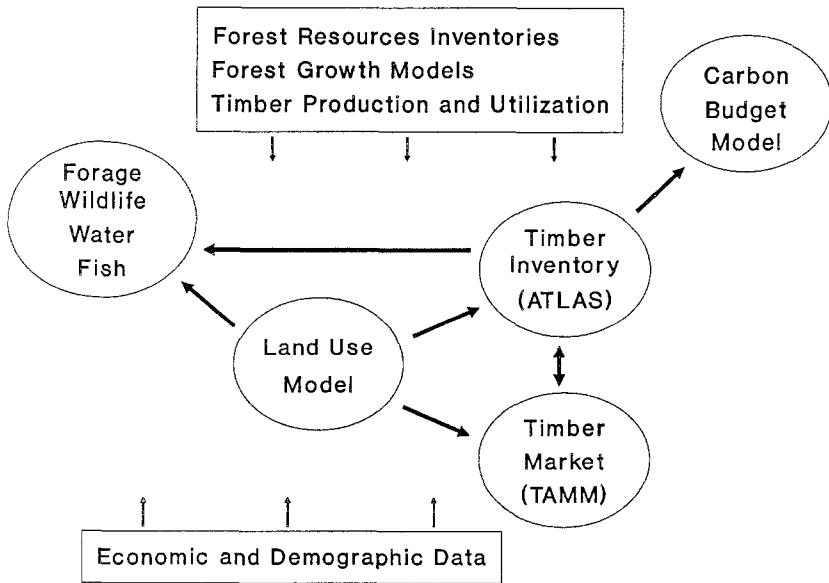 Forest Resources Inventories
Forest Growth Models
Timber Production and Utilization
Carbon
Budget
Model
Forage
Wildlife
Water
Fish
Timber
Inventory
(ATLAS)
Land Use
Model
Timber
Market
(TAMM)
Economic and Demographic Data